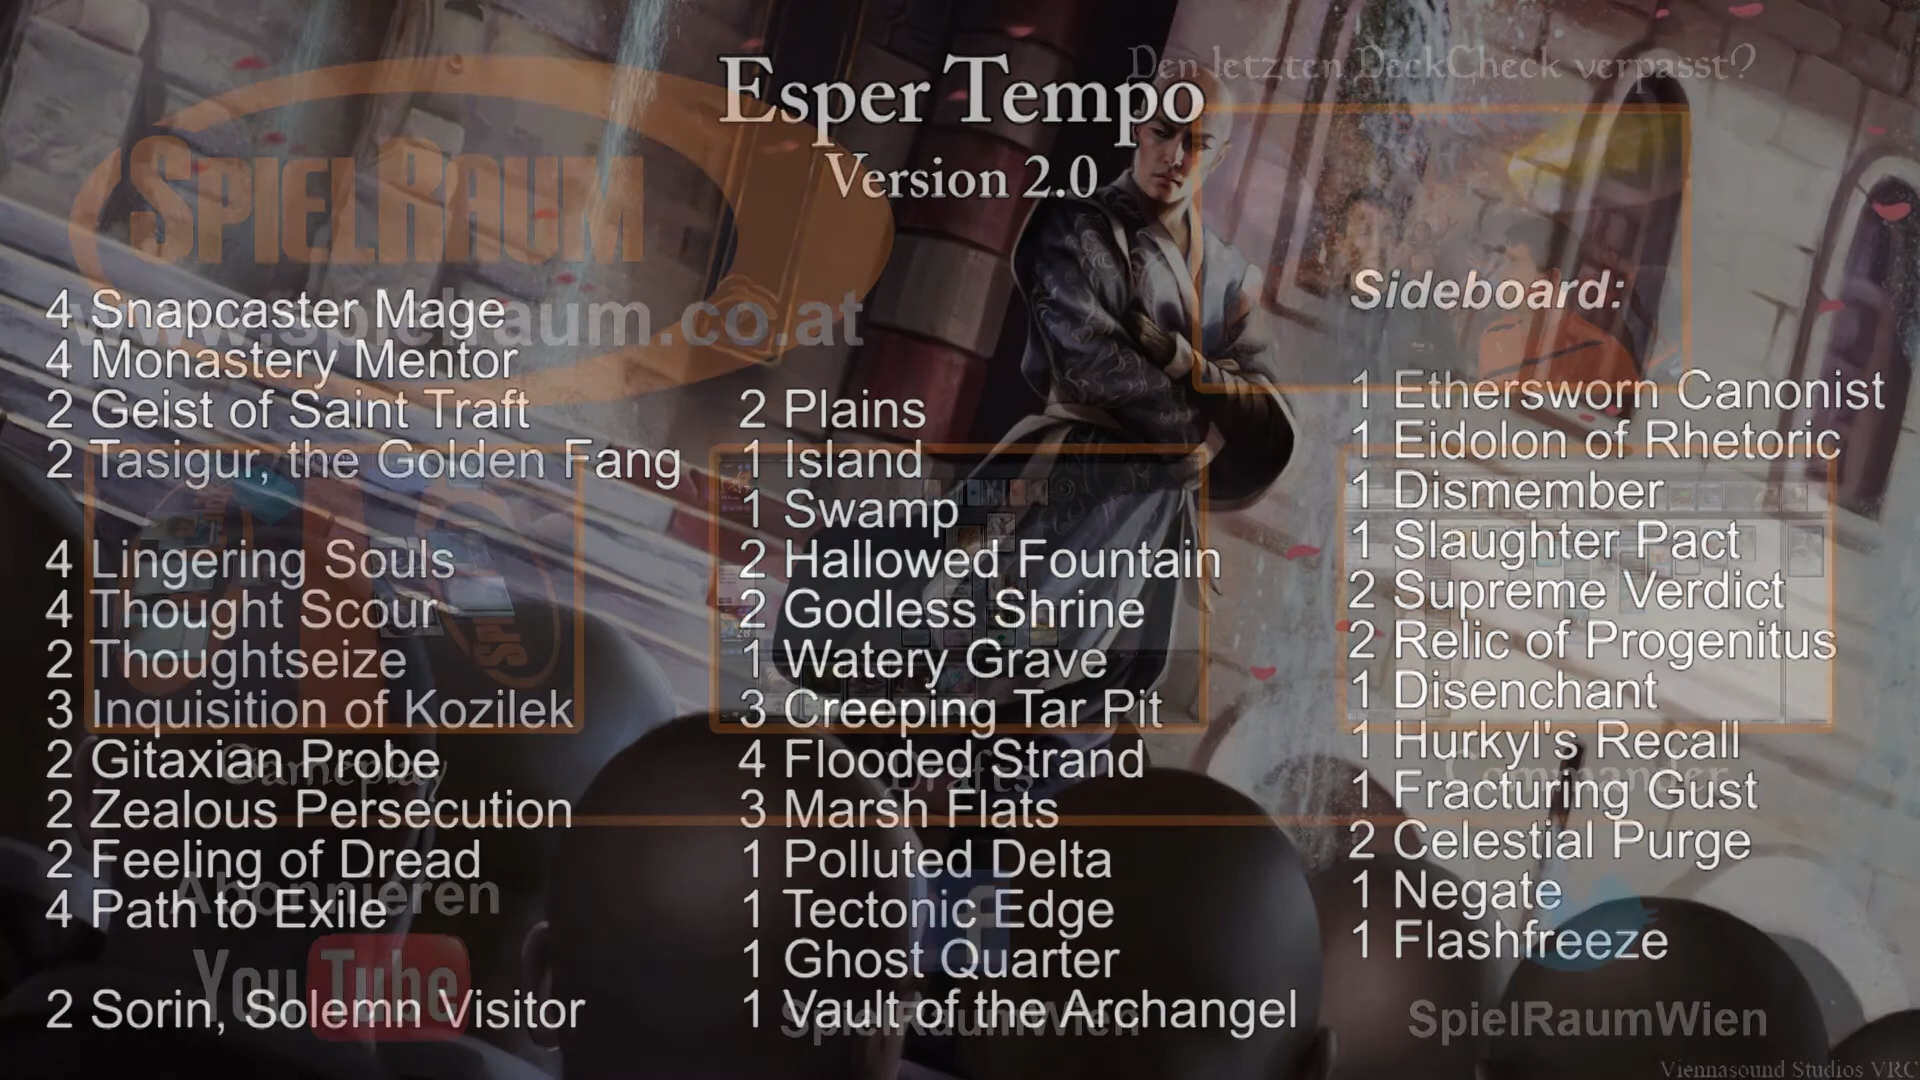 Esper Tempo
Version 2.0
Den letzten DeckCheck verpasst?
SPIELRAUM
www.spielraum.co.at
4 Snapcaster Mage
4 Monastery Mentor
2 Geist of Saint Traft
2 Tasigur, the Golden Fang
4 Lingering Souls
4 Thought Scour
2 Thoughtseize
3 Inquisition of Kozilek
2 Gitaxian Probe
2 Zealous Persecution
2 Feeling of Dread
4 Path to Exile
2 Sorin, Solemn Visitor
2 Plains
1 Island
1 Swamp
2 Hallowed Fountain
2 Godless Shrine
1 Watery Grave
3 Creeping Tar Pit
4 Flooded Strand
3 Marsh Flats
1 Polluted Delta
1 Tectonic Edge
1 Ghost Quarter
1 Vault of the Archangel
Sideboard:
1 Ethersworn Canonist
1 Eidolon of Rhetoric
1 Dismember
1 Slaughter Pact
2 Supreme Verdict
2 Relic of Progenitus
1 Disenchant
1 Hurkyl's Recall
1 Fracturing Gust
2 Celestial Purge
1 Negate
1 Flashfreeze
Gameplay
Drafts
Commander
Abonnieren
YouTube
SpielRaumWien
SpielRaumWien
Viennasound Studios VRC